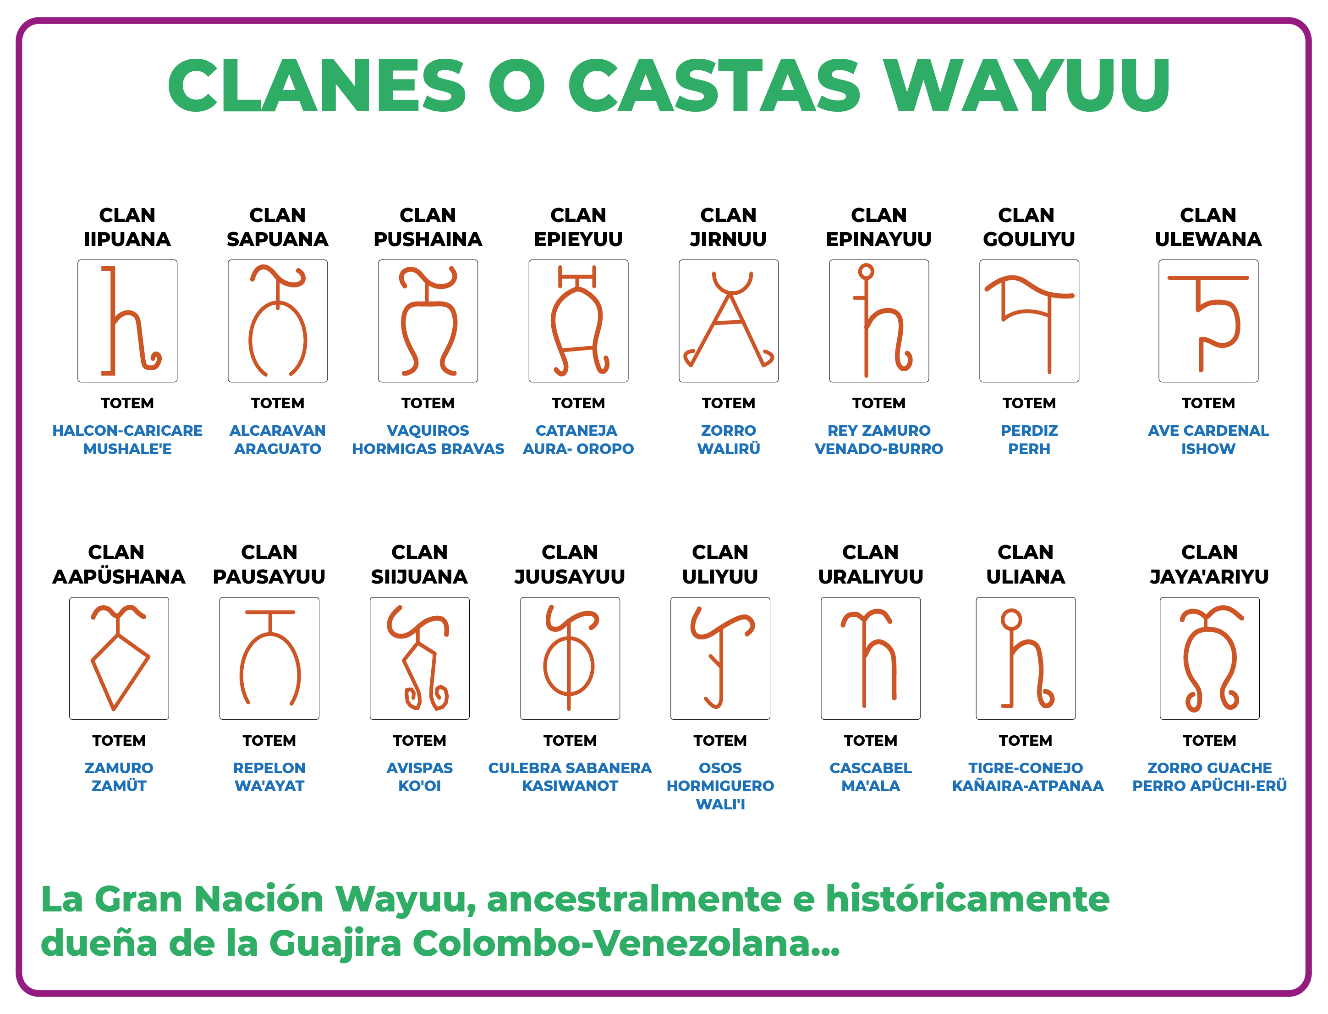 CLANES O CASTAS WAYUU
CLAN
IIPUANA
TOTEM
HALCON-CARICARE
MUSHALE'E
CLAN
SAPUANA
TOTEM
ALCARAVAN
ARAGUATO
CLAN
PUSHAINA
TOTEM
VAQUIROS
HORMIGAS BRAVAS
CLAN
EPIEYUU
TOTEM
CATANEJA
AURA- OROPO
CLAN
JIRNUU
TOTEM
ZORRO
WALIRÜ
CLAN
EPINAYUU
TOTEM
REY ZAMURO
VENADO-BURRO
CLAN
GOULIYU
TOTEM
PERDIZ
PERH
CLAN
ULEWANA
TOTEM
AVE CARDENAL
ISHOW
CLAN
AAPÜSHANA
TOTEM
ZAMURO
ZAMÜT
CLAN
PAUSAYUU
TOTEM
REPELON
WA'AYAT
CLAN
SIIJUANA
TOTEM
AVISPAS
KO'OI
CLAN
JUUSAYUU
TOTEM
CULEBRA SABANERA
KASIWANOT
CLAN
ULIYUU
TOTEM
OSOS
HORMIGUERO
WALI'I
CLAN
URALIYUU
TOTEM
CASCABEL
MA'ALA
CLAN
ULIANA
TOTEM
TIGRE-CONEJO
KAÑAIRA-ATPANAA
CLAN
JAYA'ARIYU
TOTEM
ZORRO GUACHE
PERRO APÜCHI-ERÜ
La Gran Nación Wayuu, ancestralmente e históricamente
dueña de la Guajira Colombo-Venezolana...